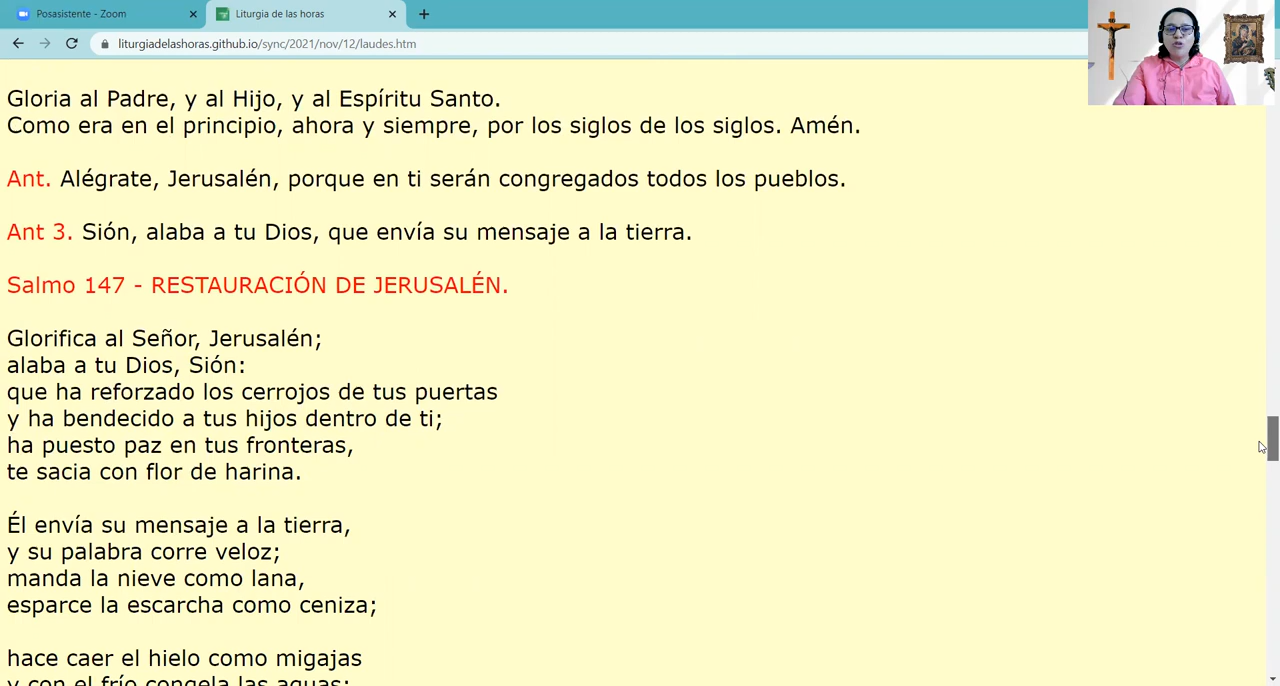 Posasistente - Zoom
Liturgia de las horas
liturgiadelashoras.github.io/sync/2021/nov/12/laudes.htm
Gloria al Padre, y al Hijo, y al Espíritu Santo.
Como era en el principio, ahora y siempre, por los siglos de los siglos. Amén.
Ant. Alégrate, Jerusalén, porque en ti serán congregados todos los pueblos.
Ant 3. Sión, alaba a tu Dios, que envía su mensaje a la tierra.
Salmo 147 - RESTAURACIÓN DE JERUSALÉN.
Glorifica al Señor, Jerusalén;
alaba a tu Dios, Sión:
que ha reforzado los cerrojos de tus puertas
y ha bendecido a tus hijos dentro de ti;
ha puesto paz en tus fronteras,
te sacia con flor de harina.
Él envía su mensaje a la tierra,
y su palabra corre veloz;
manda la nieve como lana,
esparce la escarcha como ceniza;
hace caer el hielo como migajas
y con el frío congela las aguas;